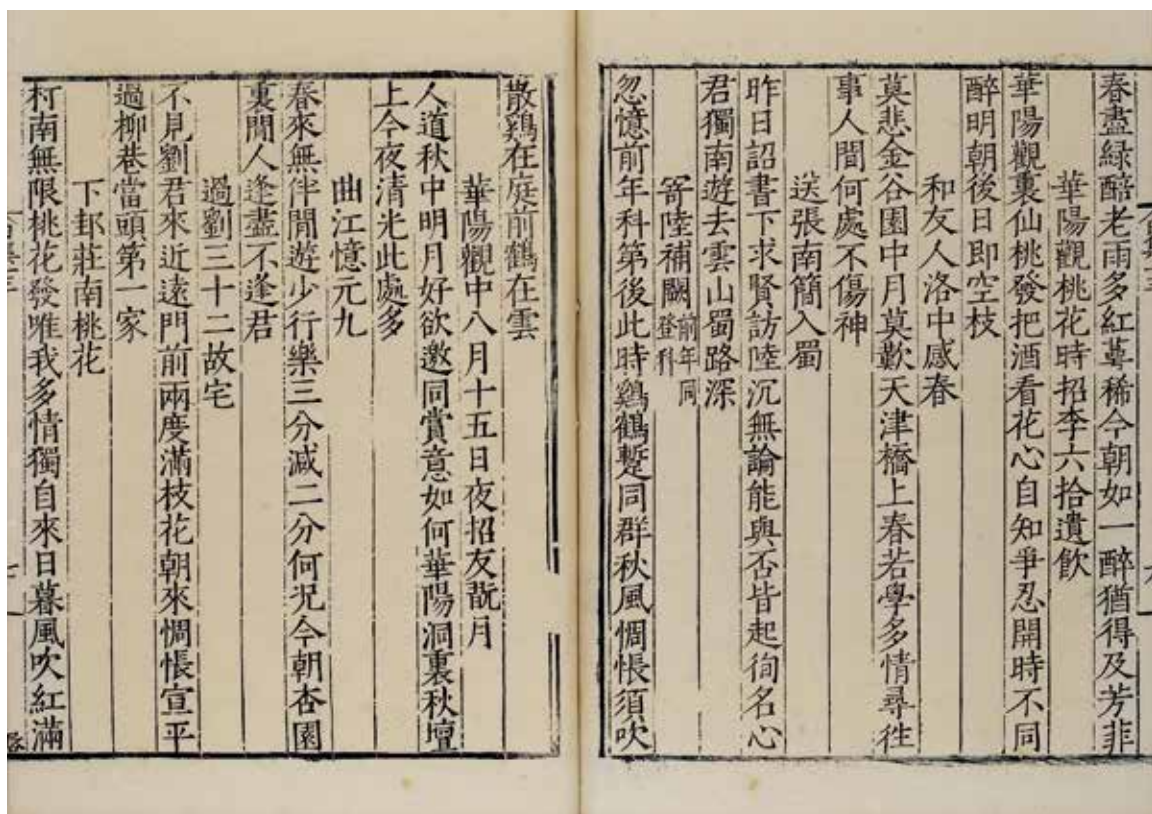 春盡緑醅老雨多紅蕚稀今朝如一醉猶得及芳菲
華陽觀桃花時招李六拾遺飲
華陽觀裏仙桃發把酒看花心自知爭忍開時不同
醉明朝後日即空枝
和友人洛中感春
莫悲金谷園中月莫歎天津橋上春若學多情尋徃
事人間何處不傷神
送張南簡入蜀
昨日詔書下求賢訪陸沉無論能與否皆起徇名心
君獨南遊去雲山蜀路深
寄陸補闕前年同登科
忽憶前年科第後此時鷄鶴蹔同群秋風惆悵須吹
散鷄在庭前鶴在雲
華陽觀中八月十五日夜招友翫月
人道秋中明月好欲邀同賞意如何華陽洞裏秋壇
上今夜清光此處多
曲江憶元九
春來無伴閒遊少行樂三分減二分何況今朝杏園
裏閒人逢盡不逢君
過劉三十二故宅
不見劉君來近遠門前兩度滿枝花朝來惆悵宣平
過柳巷當頭第一家
下邽莊南桃花
村南無限桃花發唯我多情獨自來日暮風吹紅滿